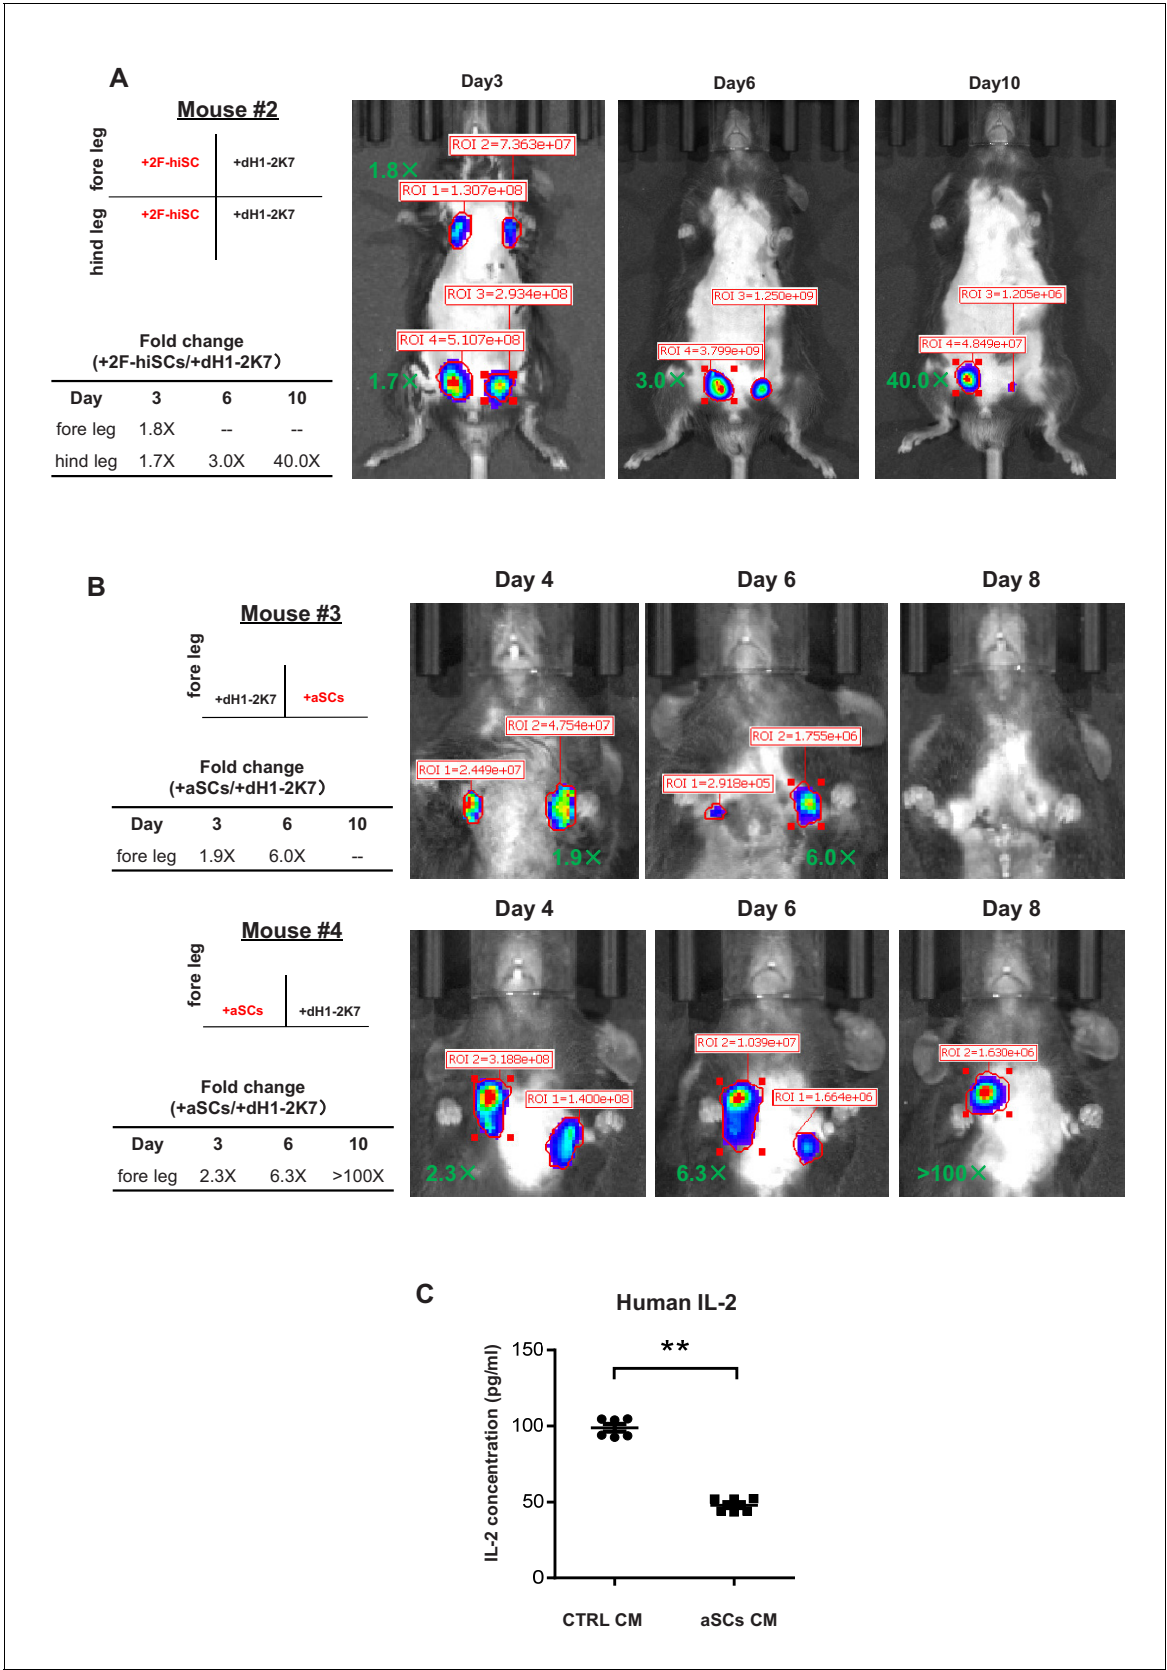 A
Mouse #2
fore leg
+2F-hiSC
+dH1-2K7
hind leg
+2F-hiSC
+dH1-2K7
Fold change
(+2F-hiSCs/+dH1-2K7)
Day 3 6 10
fore leg 1.8X -- --
hind leg 1.7X 3.0X 40.0X
Day3
ROI 2=7.363e+07
1.8×
ROI 1=1.307e+08
ROI 3=2.934e+08
ROI 4=5.107e+08
1.7×
Day6
ROI 3=1.250e+09
ROI 4=3.799e+09
3.0×
Day10
ROI 3=1.205e+06
ROI 4=4.849e+07
40.0×
B
Mouse #3
fore leg
+dH1-2K7
+aSCs
Fold change
(+aSCs/+dH1-2K7)
Day 3 6 10
fore leg 1.9X 6.0X --
Day 4
ROI 2=4.754e+07
ROI 1=2.449e+07
1.9×
Day 6
ROI 2=1.755e+06
ROI 1=2.918e+05
6.0×
Day 8
Mouse #4
fore leg
+aSCs
+dH1-2K7
Fold change
(+aSCs/+dH1-2K7)
Day 3 6 10
fore leg 2.3X 6.3X >100X
Day 4
ROI 2=3.188e+08
ROI 1=1.400e+08
2.3×
Day 6
ROI 2=1.039e+07
ROI 1=1.664e+06
6.3×
Day 8
ROI 2=1.630e+06
>100×
C
Human IL-2
**
IL-2 concentration (pg/ml)
150
100
50
0
CTRL CM
aSCs CM